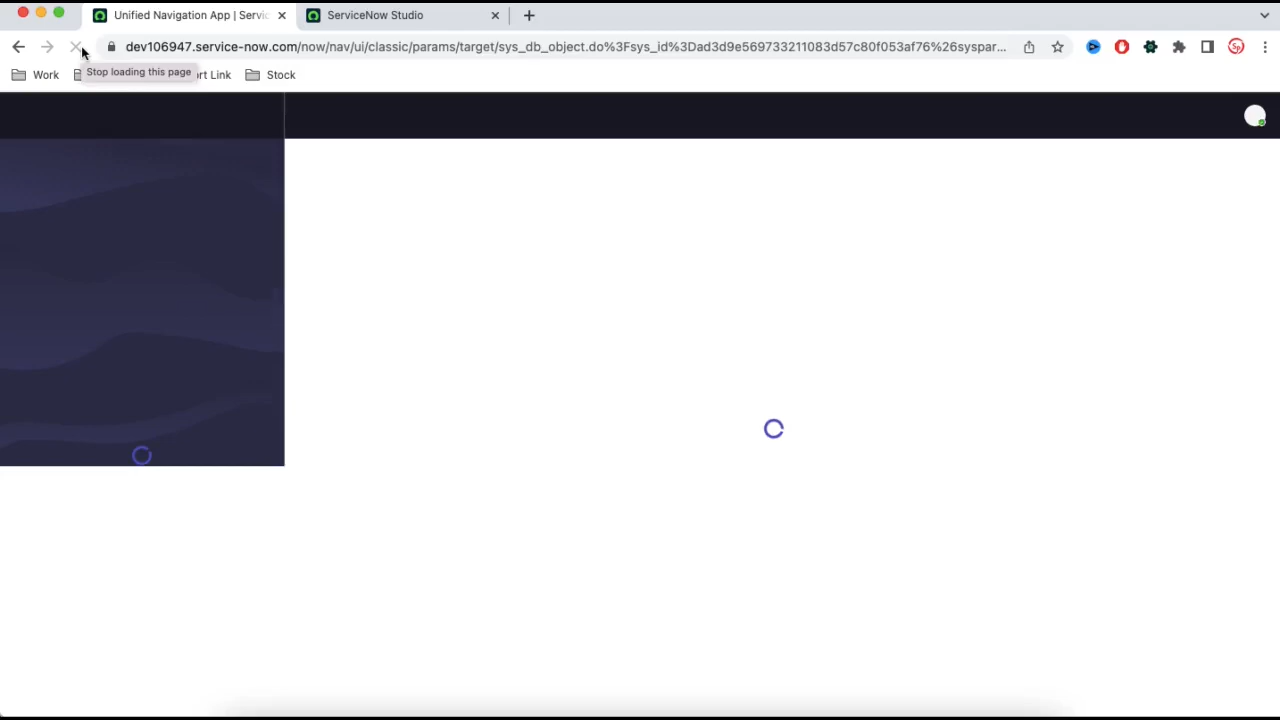 Unified Navigation App | Servic
ServiceNow Studio
dev106947.service-now.com/now/nav/ui/classic/params/target/sys_db_object.do%3Fsys_id%3Dad3d9e569733211083d57c80f053af76%26syspar...
Work
Stop loading this page
rt Link
Stock